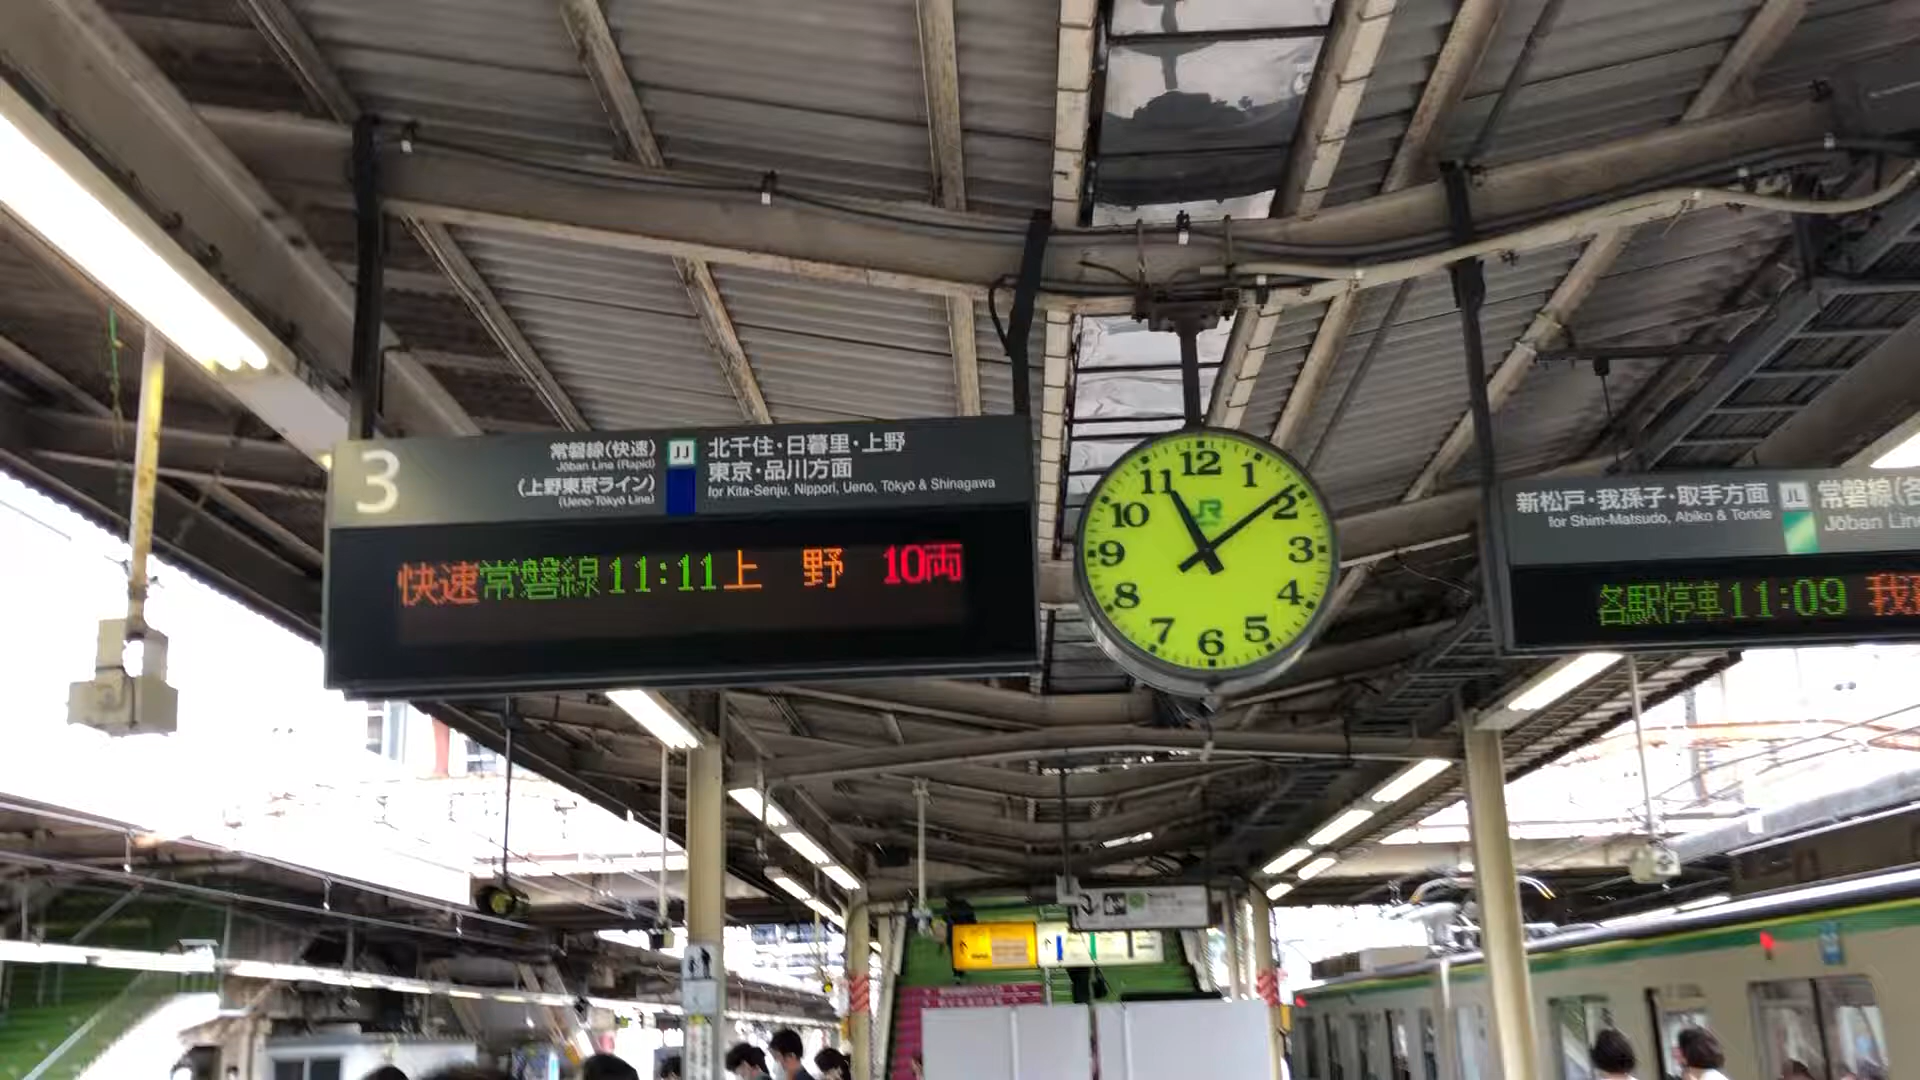 3
常磐線(快速)
Jōban Line (Rapid)
(上野東京ライン)
(Ueno-Tōkyō Line)
JJ
北千住・日暮里・上野
東京・品川方面
for Kita-Senju, Nippori, Ueno, Tōkyō & Shinagawa
快速常磐線11:11上 野 10両
12
1
2
3
4
5
6
7
8
9
10
11
JR
新松戸・我孫子・取手方面
for Shim-Matsudo, Abiko & Toride
JL
常磐線(各
Jōban Line
各駅停車11:09 我